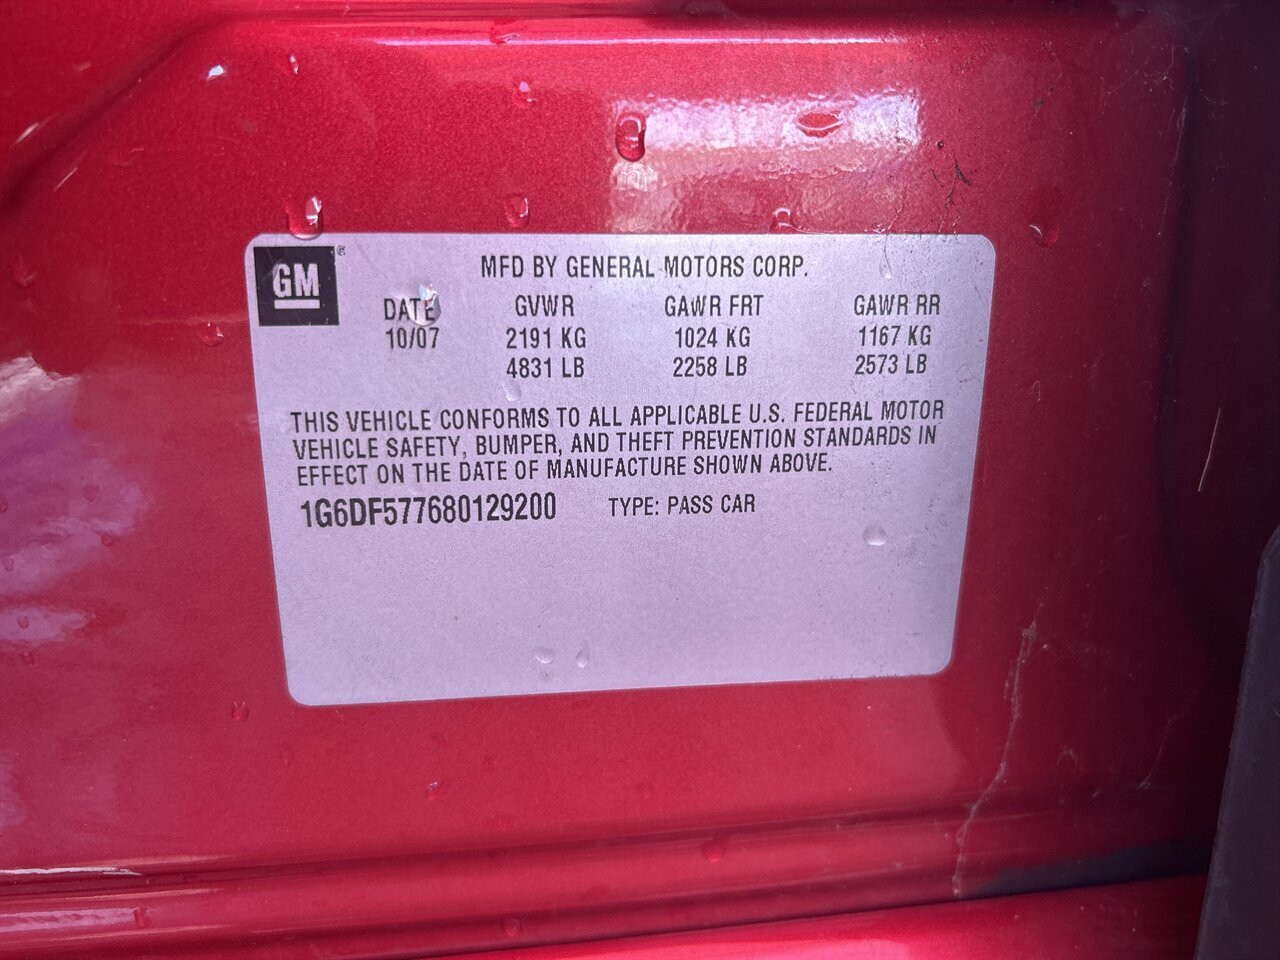 GM®
MFD BY GENERAL MOTORS CORP.
DATE GVWR GAWR FRT GAWR RR
10/07 2191 KG 1024 KG 1167 KG
4831 LB 2258 LB 2573 LB
THIS VEHICLE CONFORMS TO ALL APPLICABLE U.S. FEDERAL MOTOR
VEHICLE SAFETY, BUMPER, AND THEFT PREVENTION STANDARDS IN
EFFECT ON THE DATE OF MANUFACTURE SHOWN ABOVE.
1G6DF577680129200 TYPE: PASS CAR